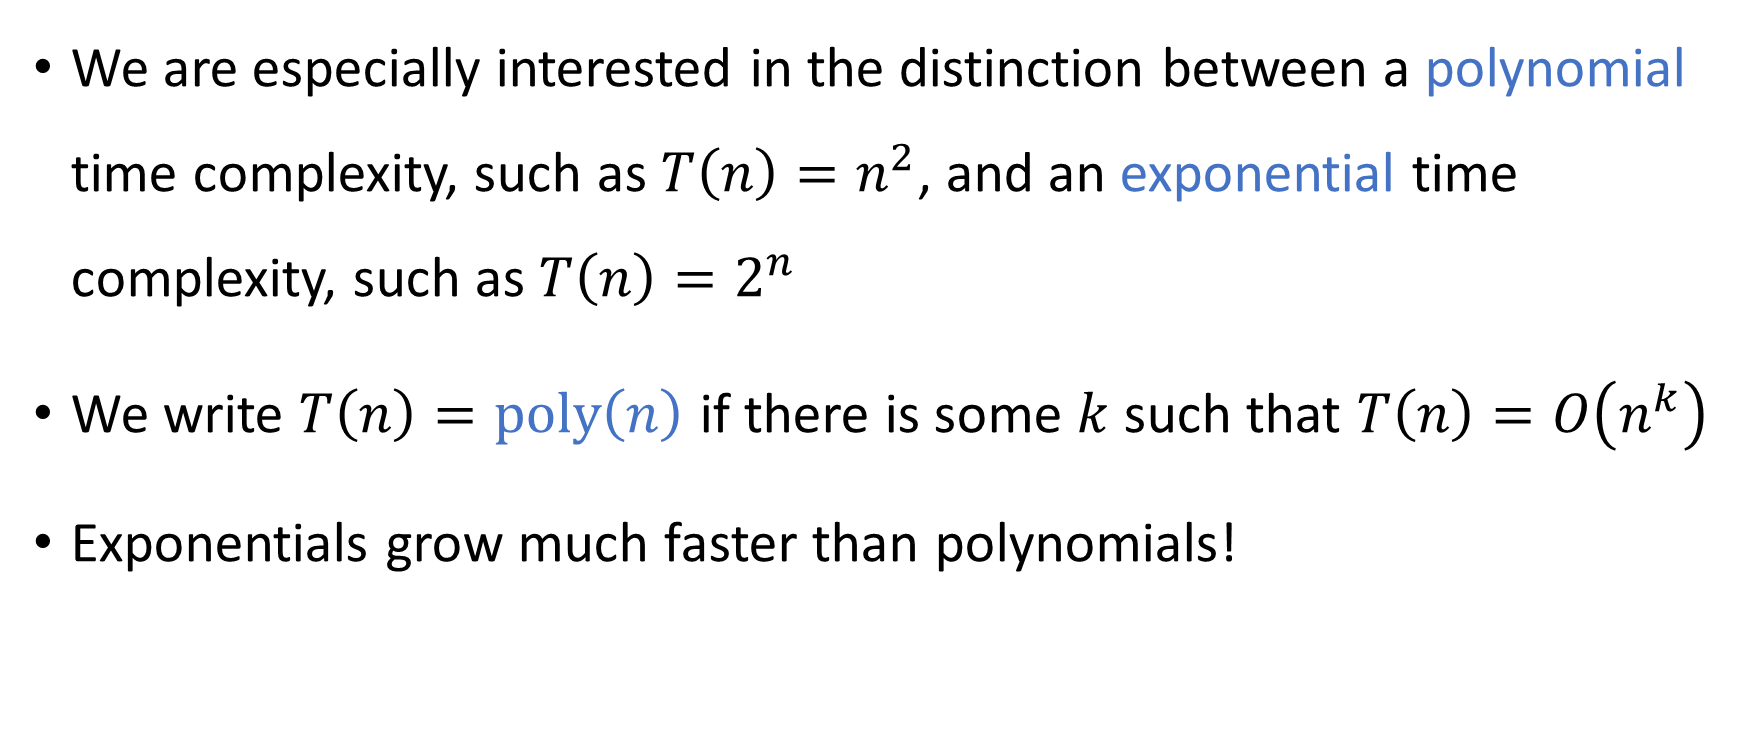 • We are especially interested in the distinction between a polynomial
time complexity, such as T(n) = n², and an exponential time
complexity, such as T(n) = 2ⁿ
• We write T(n) = poly(n) if there is some k such that T(n) = O(nᵏ)
• Exponentials grow much faster than polynomials!